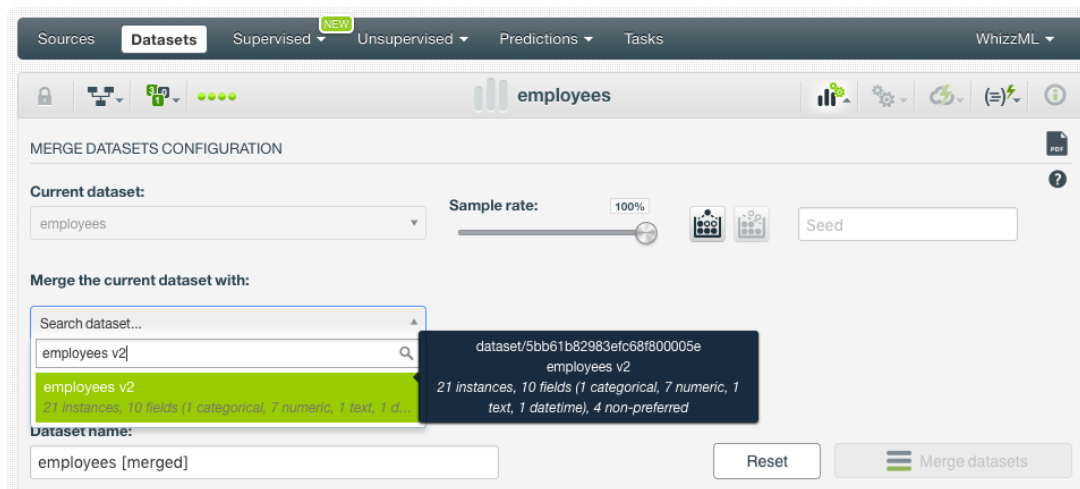 NEW
Sources Datasets Supervised Unsupervised Predictions Tasks WhizzML
employees
MERGE DATASETS CONFIGURATION
PDF
Current dataset:
employees
Sample rate: 100%
Seed
Merge the current dataset with:
Search dataset...
employees v2
employees v2
21 instances, 10 fields (1 categorical, 7 numeric, 1 text, 1 d...
dataset/5bb61b82983efc68f800005e
employees v2
21 instances, 10 fields (1 categorical, 7 numeric, 1
text, 1 datetime), 4 non-preferred
Dataset name:
employees [merged]
Reset
Merge datasets